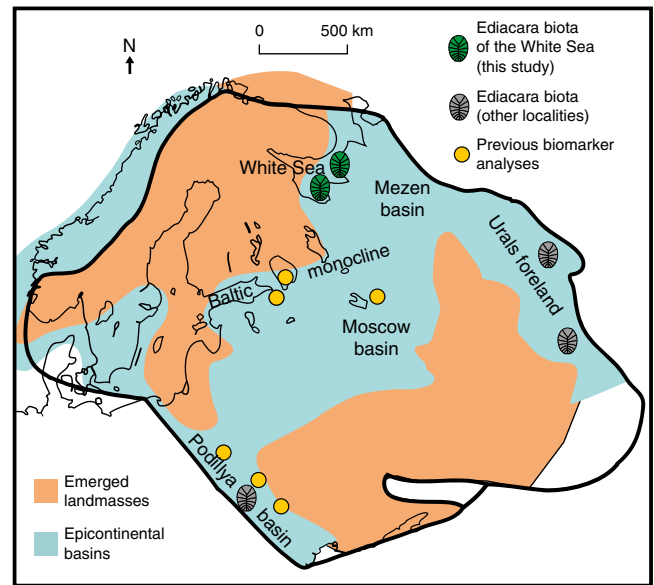 N
0 500 km
Ediacara biota
of the White Sea
(this study)
Ediacara biota
(other localities)
Previous biomarker
analyses
White Sea
Mezen
basin
Urals foreland
monocline
Baltic
Moscow
basin
Podillya
basin
Emerged
landmasses
Epicontinental
basins